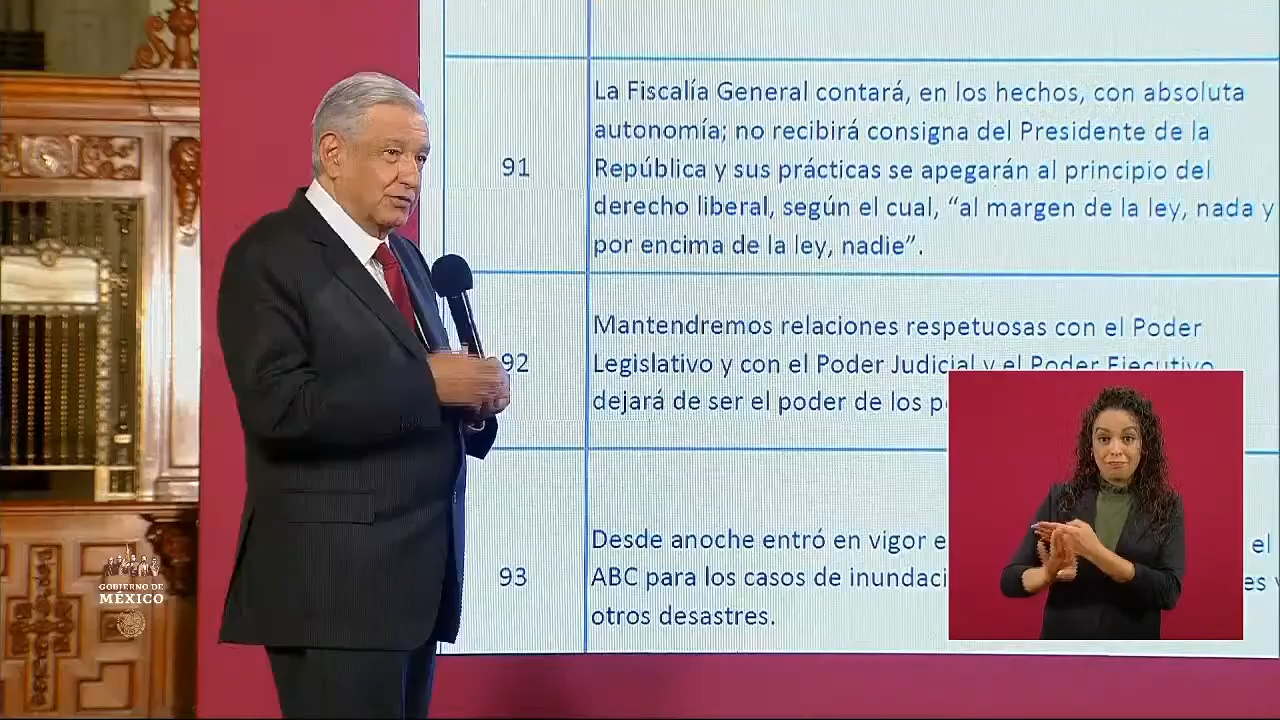 91
La Fiscalía General contará, en los hechos, con absoluta
autonomía; no recibirá consigna del Presidente de la
República y sus prácticas se apegarán al principio del
derecho liberal, según el cual, “al margen de la ley, nada y
por encima de la ley, nadie”.
92
Mantendremos relaciones respetuosas con el Poder
Legislativo y con el Poder Judicial y el Poder Ejecutivo
dejará de ser el poder de los
93
Desde anoche entró en vigor el
ABC para los casos de
otros desastres.
GOBIERNO DE
MÉXICO